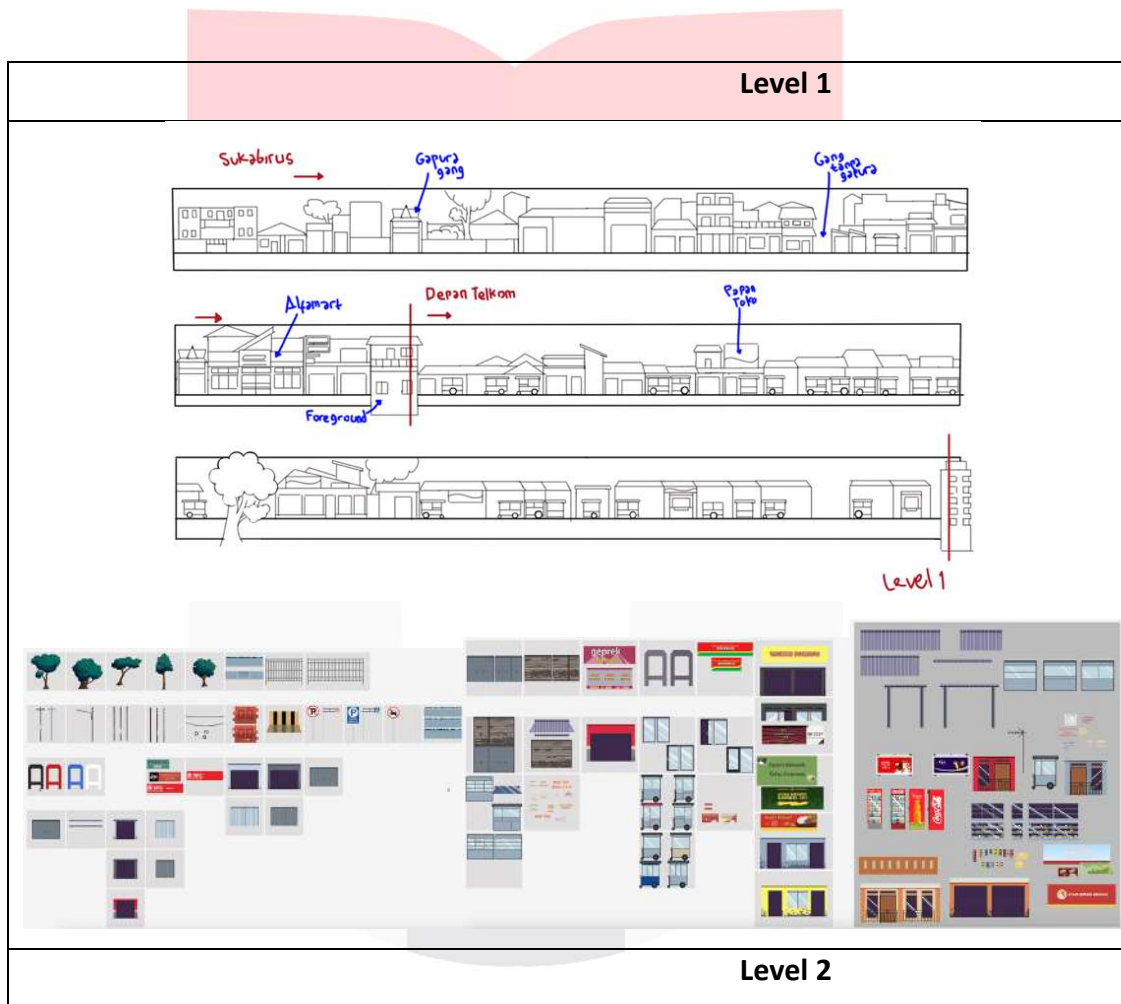 Level 1
Sukabirus
Gapura
gang
Gang
tanpa
gapura
Alfamart
Depan Telkom
Papan
Toko
Foreground
Level 1
geprek
Level 2